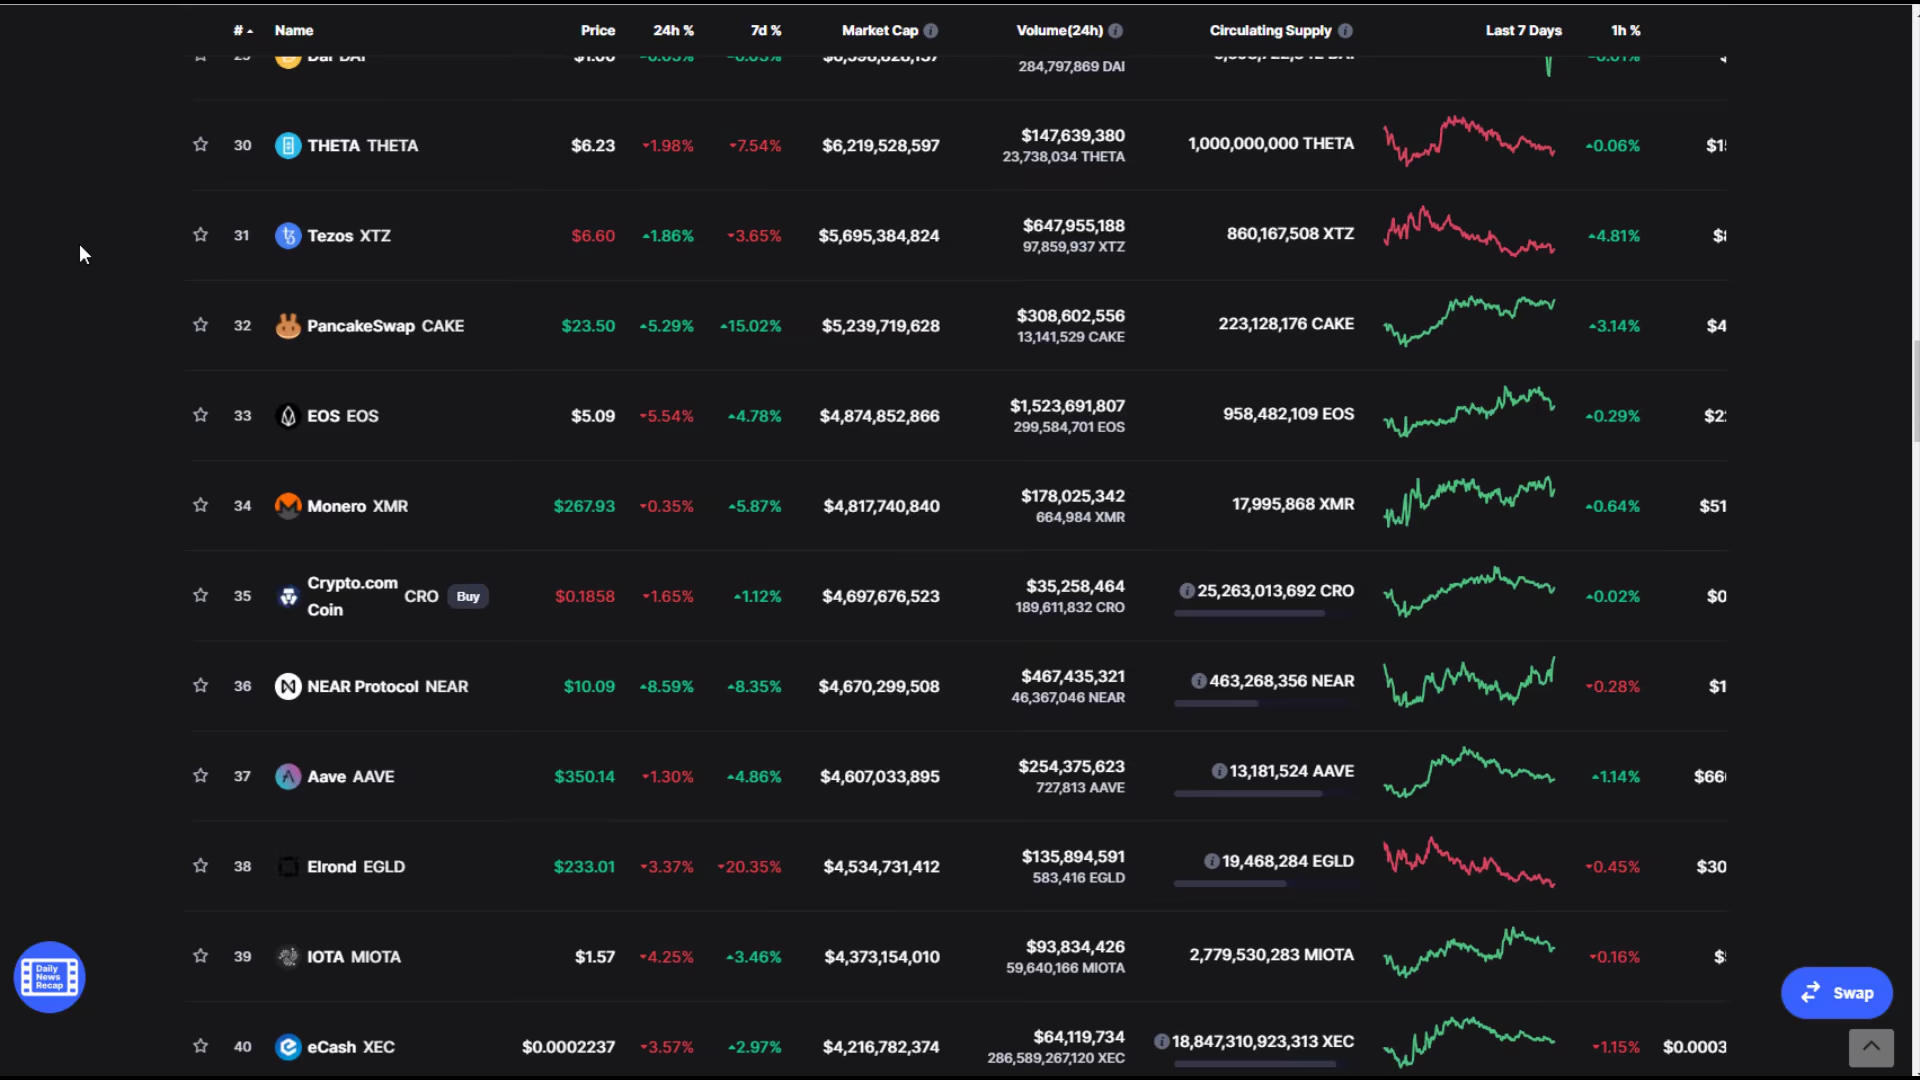 # Name Price 24h % 7d % Market Cap Volume(24h) Circulating Supply Last 7 Days 1h %
Dai DAI $1.00
284,797,869 DAI
30 THETA THETA $6.23 1.98% 7.54% $6,219,528,597 $147,639,380 1,000,000,000 THETA 0.06%
23,738,034 THETA
31 Tezos XTZ $6.60 1.86% 3.65% $5,695,384,824 $647,955,188 860,167,508 XTZ 4.81%
97,859,937 XTZ
32 PancakeSwap CAKE $23.50 5.29% 15.02% $5,239,719,628 $308,602,556 223,128,176 CAKE 3.14%
13,141,529 CAKE
33 EOS EOS $5.09 5.54% 4.78% $4,874,852,866 $1,523,691,807 958,482,109 EOS 0.29%
299,584,701 EOS
34 Monero XMR $267.93 0.35% 5.87% $4,817,740,840 $178,025,342 17,995,868 XMR 0.64% $51
664,984 XMR
35 Crypto.com Coin CRO Buy $0.1858 1.65% 1.12% $4,697,676,523 $35,258,464 25,263,013,692 CRO 0.02% $0
189,611,832 CRO
36 NEAR Protocol NEAR $10.09 8.59% 8.35% $4,670,299,508 $467,435,321 463,268,356 NEAR 0.28% $1
46,367,046 NEAR
37 Aave AAVE $350.14 1.30% 4.86% $4,607,033,895 $254,375,623 13,181,524 AAVE 1.14% $66
727,813 AAVE
38 Elrond EGLD $233.01 3.37% 20.35% $4,534,731,412 $135,894,591 19,468,284 EGLD 0.45% $30
583,416 EGLD
39 IOTA MIOTA $1.57 4.25% 3.46% $4,373,154,010 $93,834,426 2,779,530,283 MIOTA 0.16%
59,640,166 MIOTA
Daily
News
Recap
Swap
40 eCash XEC $0.0002237 3.57% 2.97% $4,216,782,374 $64,119,734 18,847,310,923,313 XEC 1.15% $0.0003
286,589,267,120 XEC